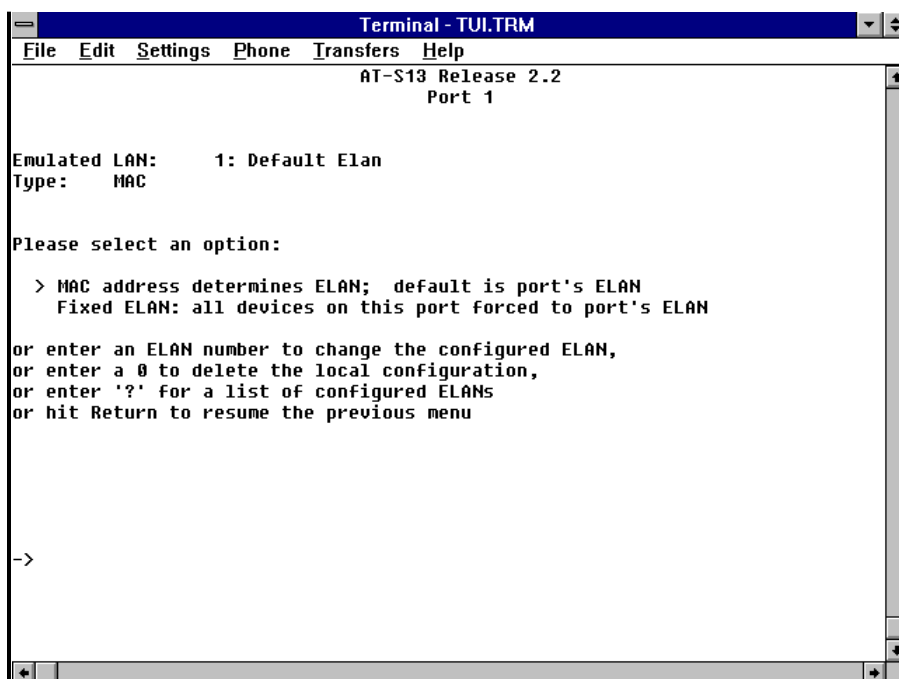 Terminal - TUI.TRM
File Edit Settings Phone Transfers Help
AT-S13 Release 2.2
Port 1
Emulated LAN: 1: Default Elan
Type: MAC
Please select an option:
> MAC address determines ELAN; default is port's ELAN
Fixed ELAN: all devices on this port forced to port's ELAN
or enter an ELAN number to change the configured ELAN,
or enter a 0 to delete the local configuration,
or enter '?' for a list of configured ELANs
or hit Return to resume the previous menu
->